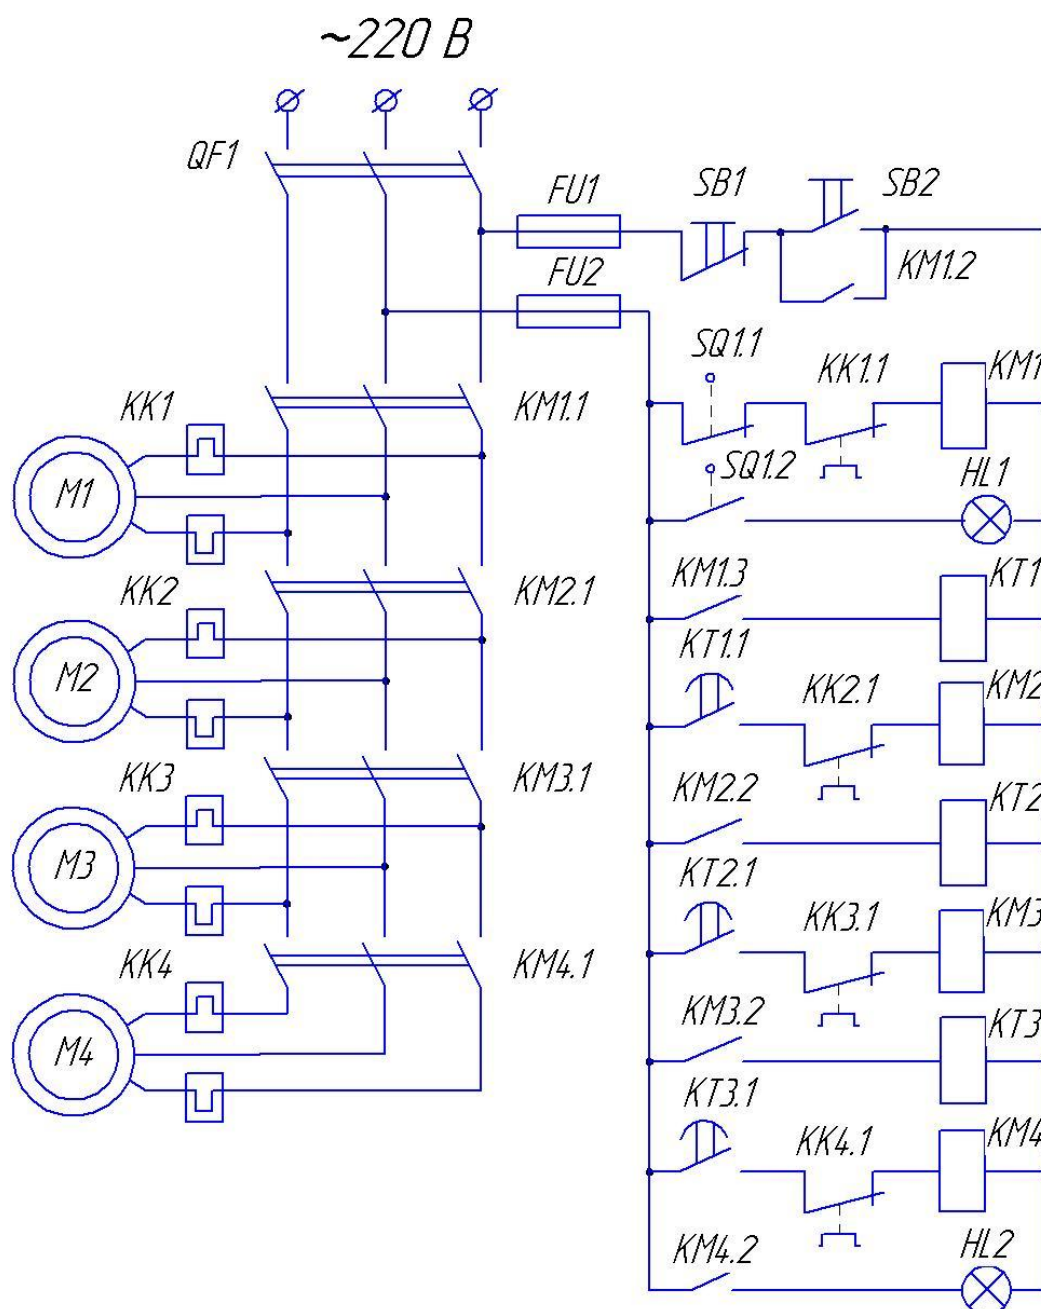 ~220 В
QF1
FU1
SB1
SB2
FU2
KM1.2
SQ1.1
KK1.1
KM1
KK1
KM1.1
M1
SQ1.2
HL1
KK2
KM2.1
KM1.3
KT1
M2
KT1.1
KK2.1
KM2
KK3
KM3.1
KM2.2
KT2
M3
KT2.1
KK3.1
KM3
KK4
KM4.1
KM3.2
KT3
M4
KT3.1
KK4.1
KM4
KM4.2
HL2